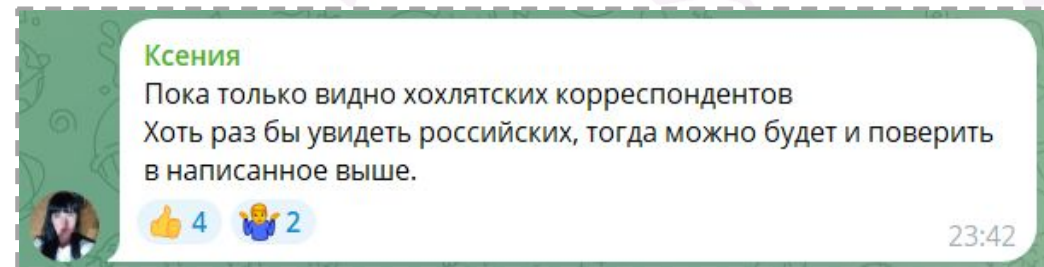 Ксения
Пока только видно хохлятских корреспондентов
Хоть раз бы увидеть российских, тогда можно будет и поверить
в написанное выше.
4 2
23:42